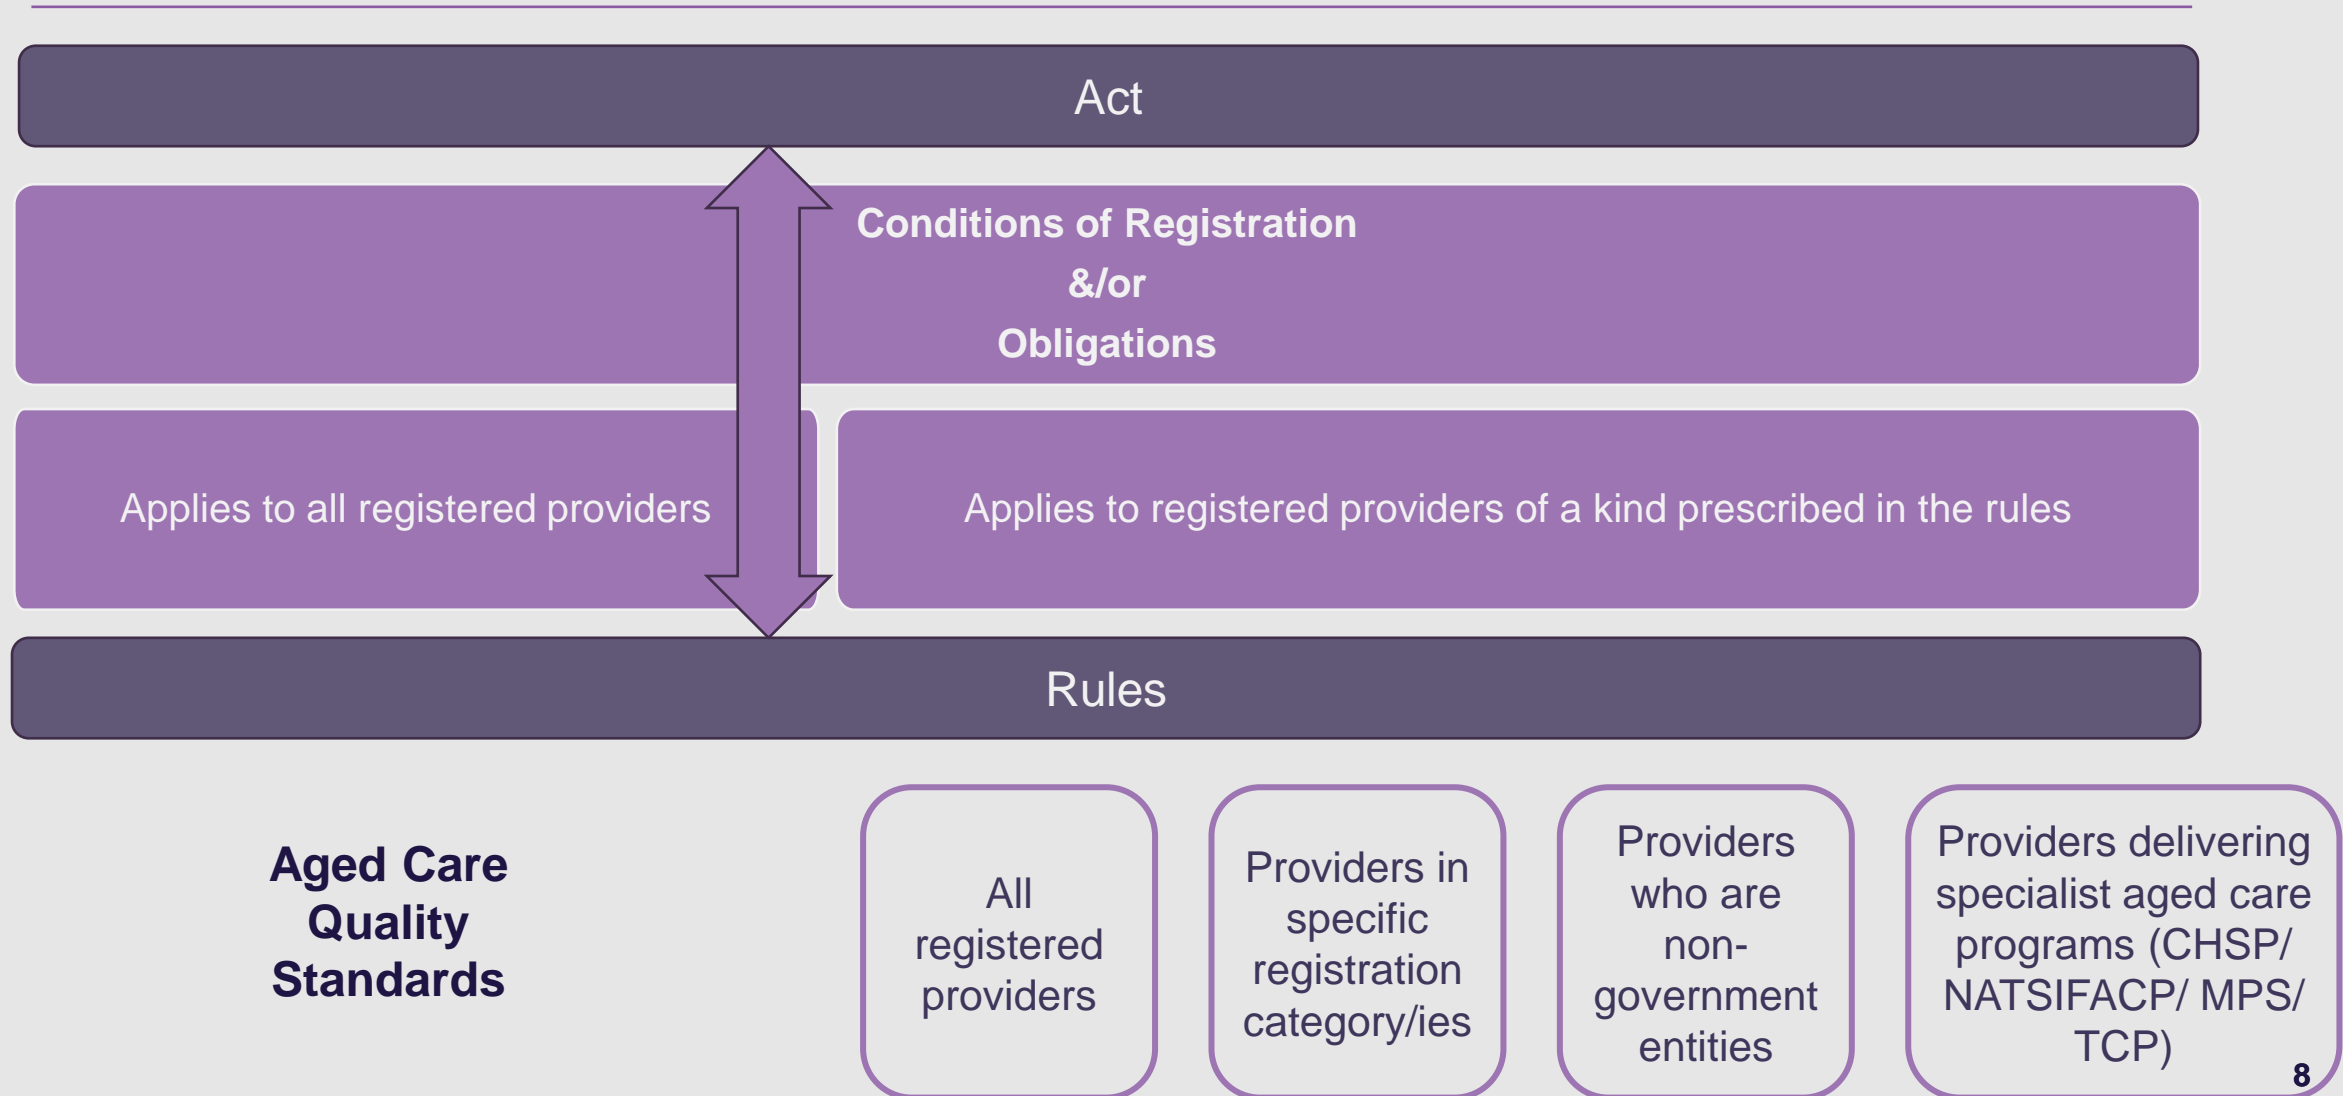 Act
Conditions of Registration
&/or
Obligations
Applies to all registered providers
Applies to registered providers of a kind prescribed in the rules
Rules
Aged Care
Quality
Standards
All
registered
providers
Providers in
specific
registration
category/ies
Providers
who are
non-
government
entities
Providers delivering
specialist aged care
programs (CHSP/
NATSIFACP/ MPS/
TCP)
8